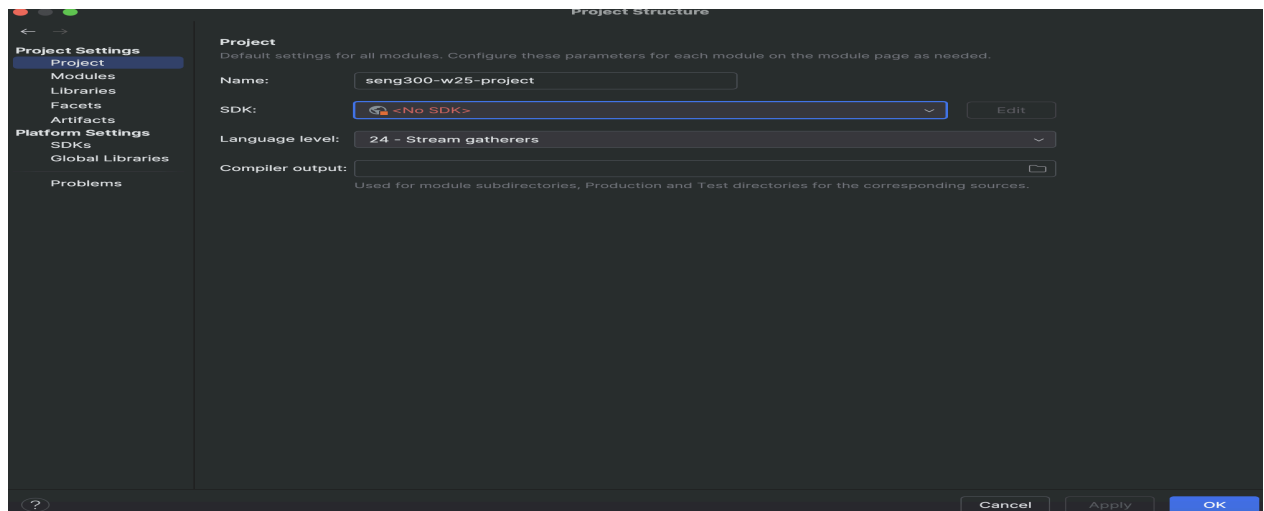 Project Structure
Project Settings
Project
Modules
Libraries
Facets
Artifacts
Platform Settings
SDKs
Global Libraries
Problems
Project
Default settings for all modules. Configure these parameters for each module on the module page as needed.
Name: seng300-w25-project
SDK: <No SDK> Edit
Language level: 24 - Stream gatherers
Compiler output:
Used for module subdirectories, Production and Test directories for the corresponding sources.
? Cancel Apply OK